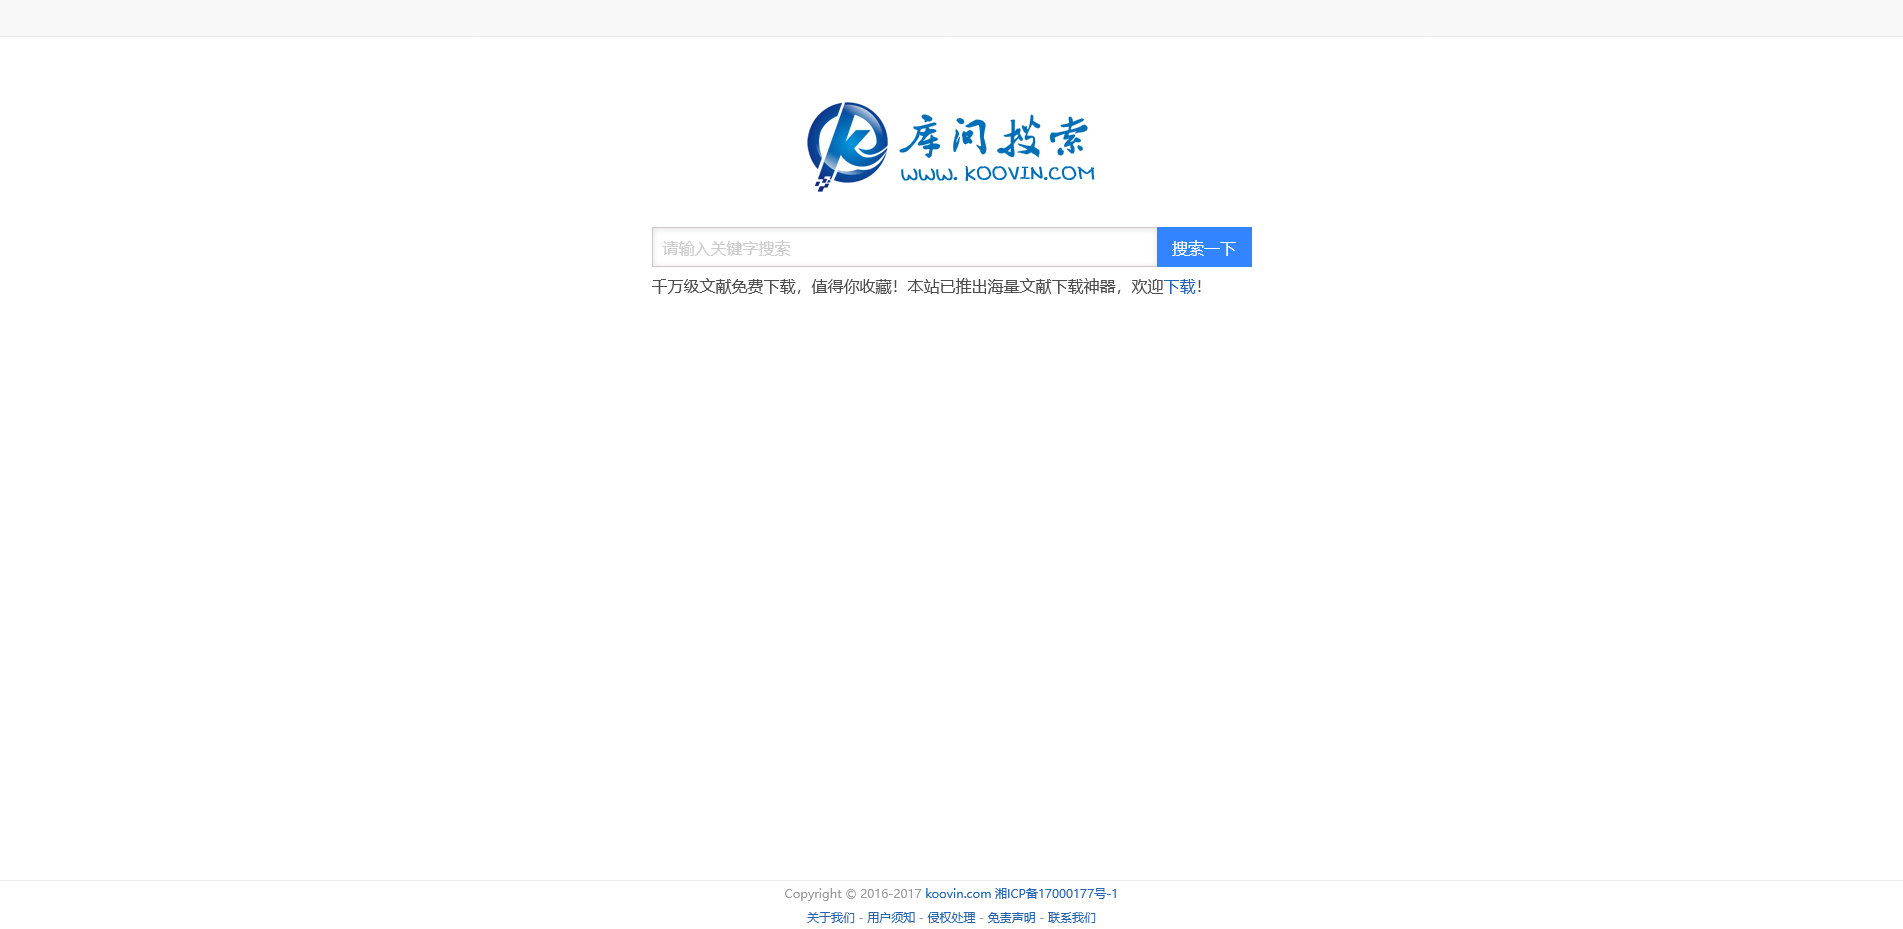 库问搜索
WWW.KOOVIN.COM
请输入关键字搜索
搜索一下
千万级文献免费下载，值得你收藏！本站已推出海量文献下载神器，欢迎下载！
Copyright © 2016-2017 koovin.com 湘ICP备17000177号-1
关于我们 - 用户须知 - 侵权处理 - 免责声明 - 联系我们